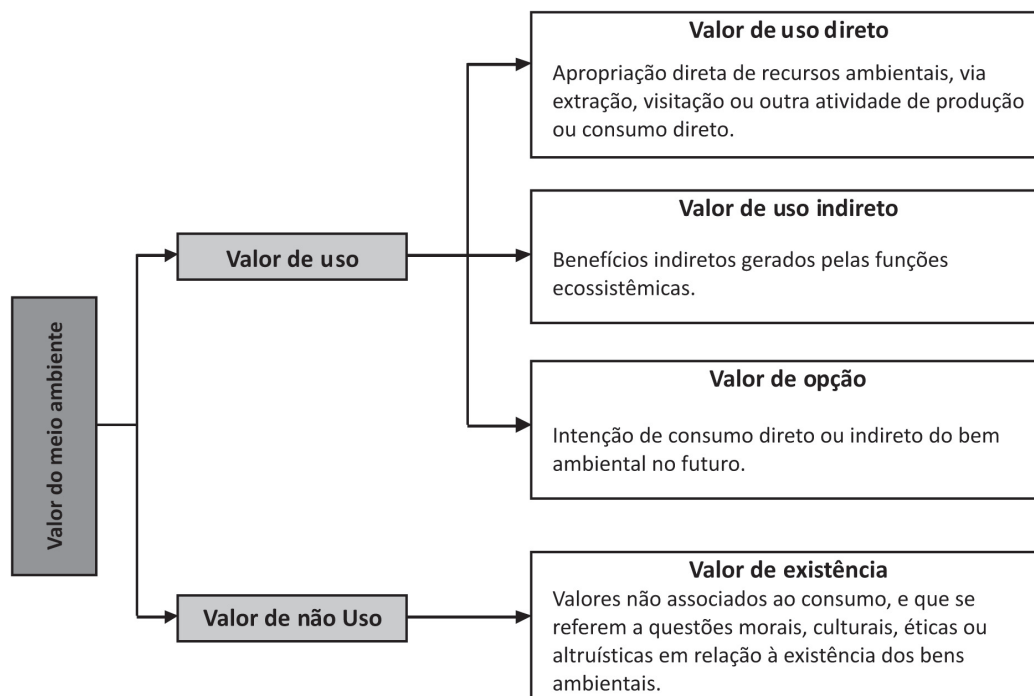 Valor do meio ambiente
Valor de uso
Valor de uso direto
Apropriação direta de recursos ambientais, via
extração, visitação ou outra atividade de produção
ou consumo direto.
Valor de uso indireto
Benefícios indiretos gerados pelas funções
ecossistêmicas.
Valor de opção
Intenção de consumo direto ou indireto do bem
ambiental no futuro.
Valor de não Uso
Valor de existência
Valores não associados ao consumo, e que se
referem a questões morais, culturais, éticas ou
altruísticas em relação à existência dos bens
ambientais.